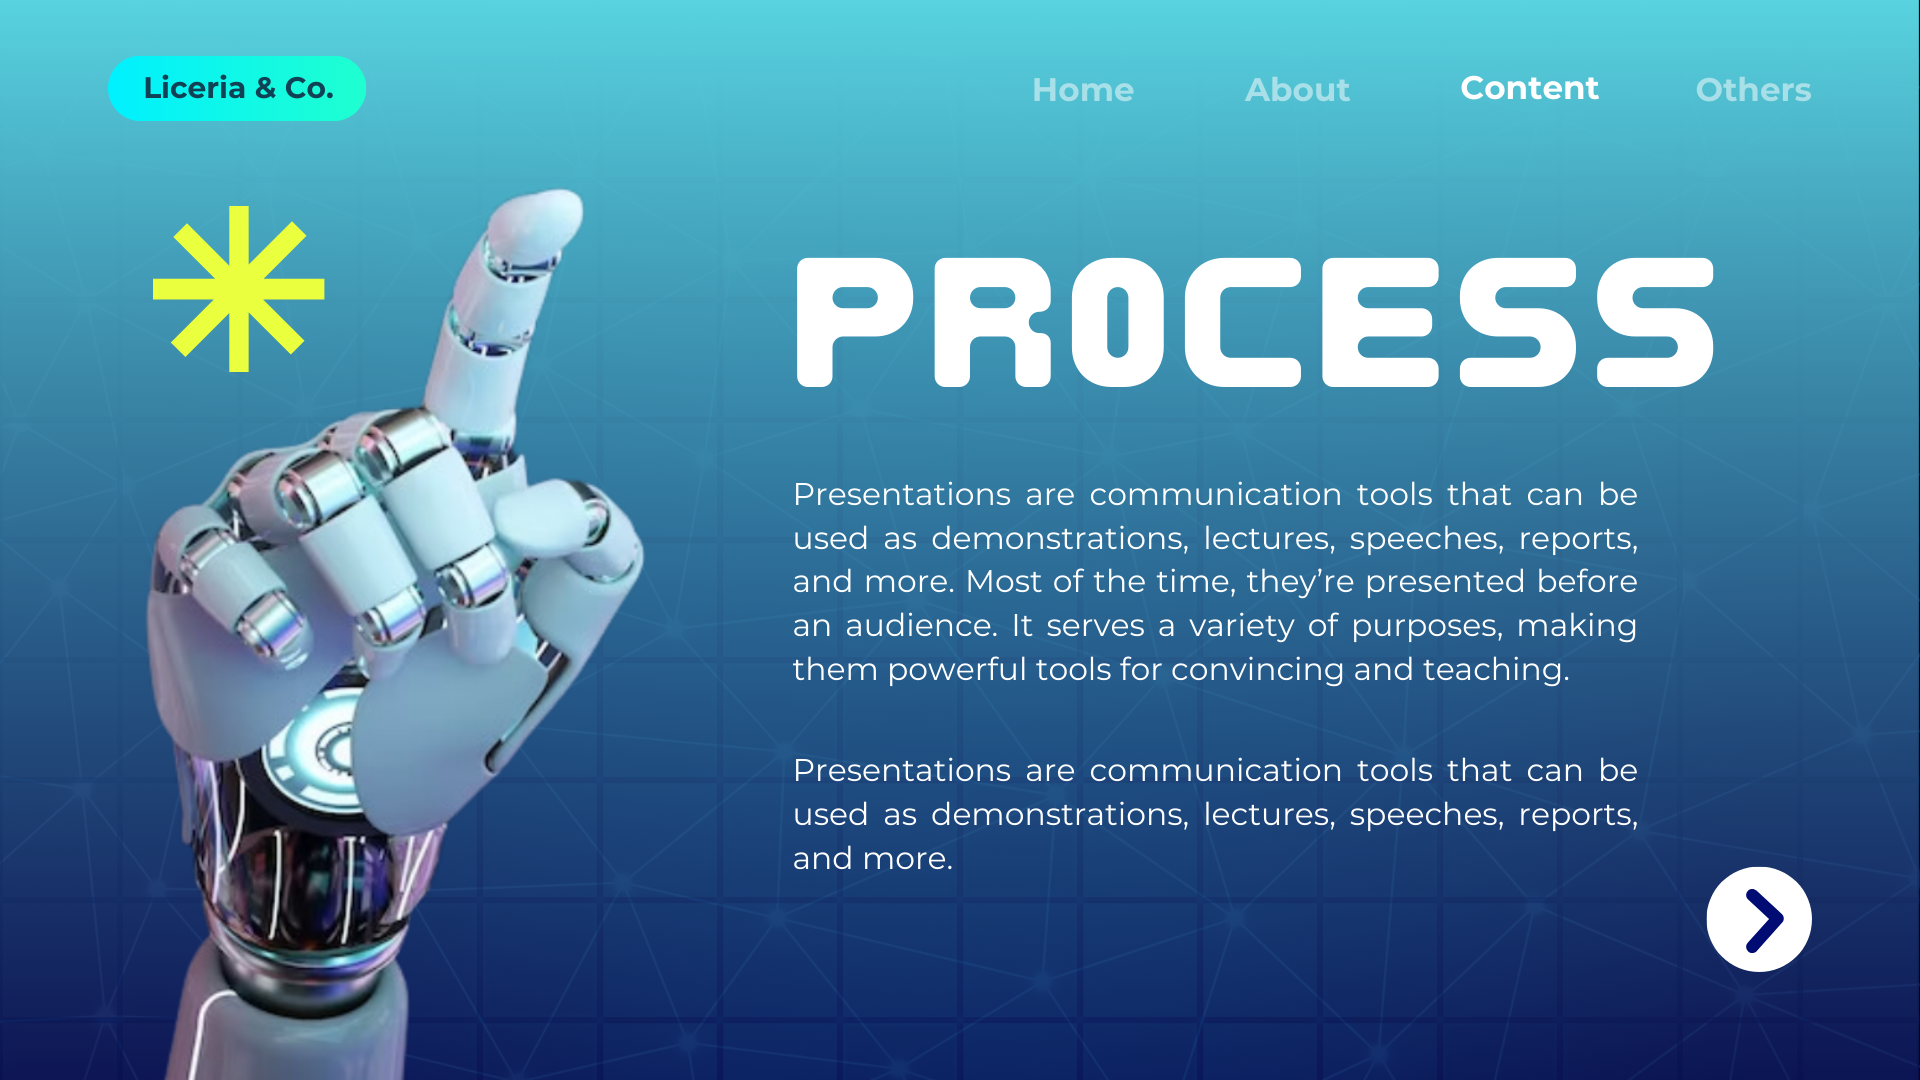 Liceria & Co.
Home About Content Others
PROCESS
Presentations are communication tools that can be
used as demonstrations, lectures, speeches, reports,
and more. Most of the time, they’re presented before
an audience. It serves a variety of purposes, making
them powerful tools for convincing and teaching.
Presentations are communication tools that can be
used as demonstrations, lectures, speeches, reports,
and more.